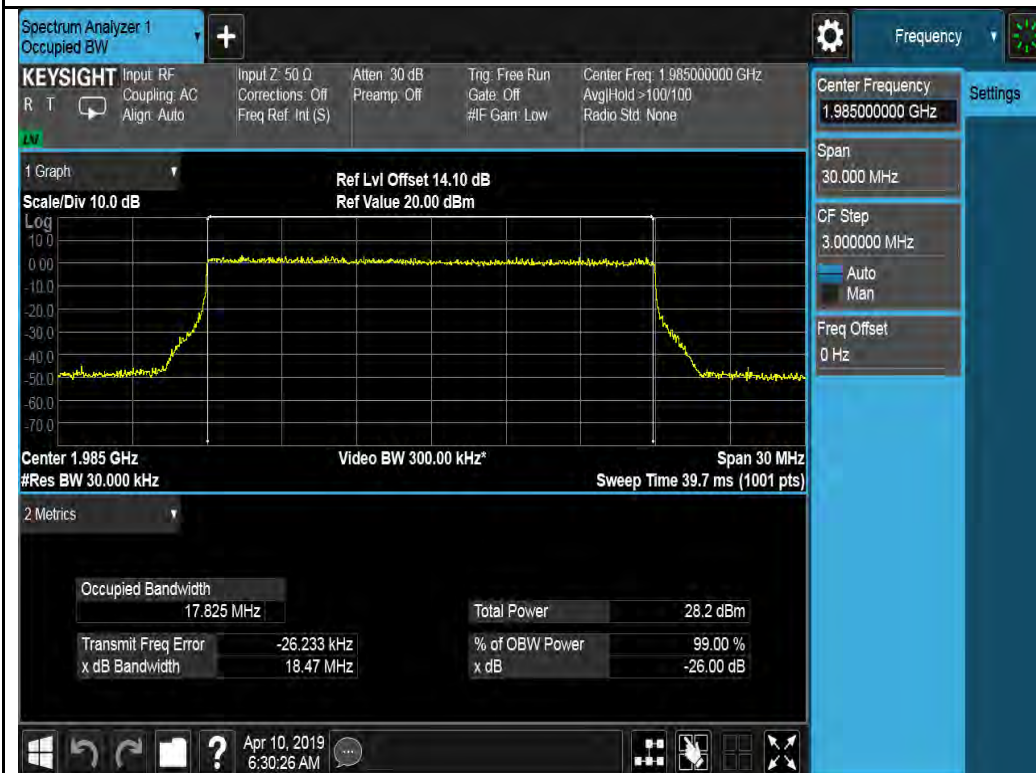 Spectrum Analyzer 1
Occupied BW
+
Frequency
KEYSIGHT
R T
Input: RF
Coupling: AC
Align: Auto
Input Z: 50 Ω
Corrections: Off
Freq Ref: Int (S)
Atten: 30 dB
Preamp: Off
Trig: Free Run
Gate: Off
#IF Gain: Low
Center Freq: 1.985000000 GHz
Avg|Hold >100/100
Radio Std: None
Center Frequency
1.985000000 GHz
Settings
Span
30.000 MHz
CF Step
3.000000 MHz
Auto
Man
Freq Offset
0 Hz
1 Graph
Scale/Div 10.0 dB
Ref Lvl Offset 14.10 dB
Ref Value 20.00 dBm
Log
10.0
0.00
-10.0
-20.0
-30.0
-40.0
-50.0
-60.0
-70.0
Center 1.985 GHz
Video BW 300.00 kHz*
Span 30 MHz
#Res BW 30.000 kHz
Sweep Time 39.7 ms (1001 pts)
2 Metrics
Occupied Bandwidth
17.825 MHz
Total Power 28.2 dBm
Transmit Freq Error -26.233 kHz
% of OBW Power 99.00 %
x dB Bandwidth 18.47 MHz
x dB -26.00 dB
?
Apr 10, 2019
6:30:26 AM